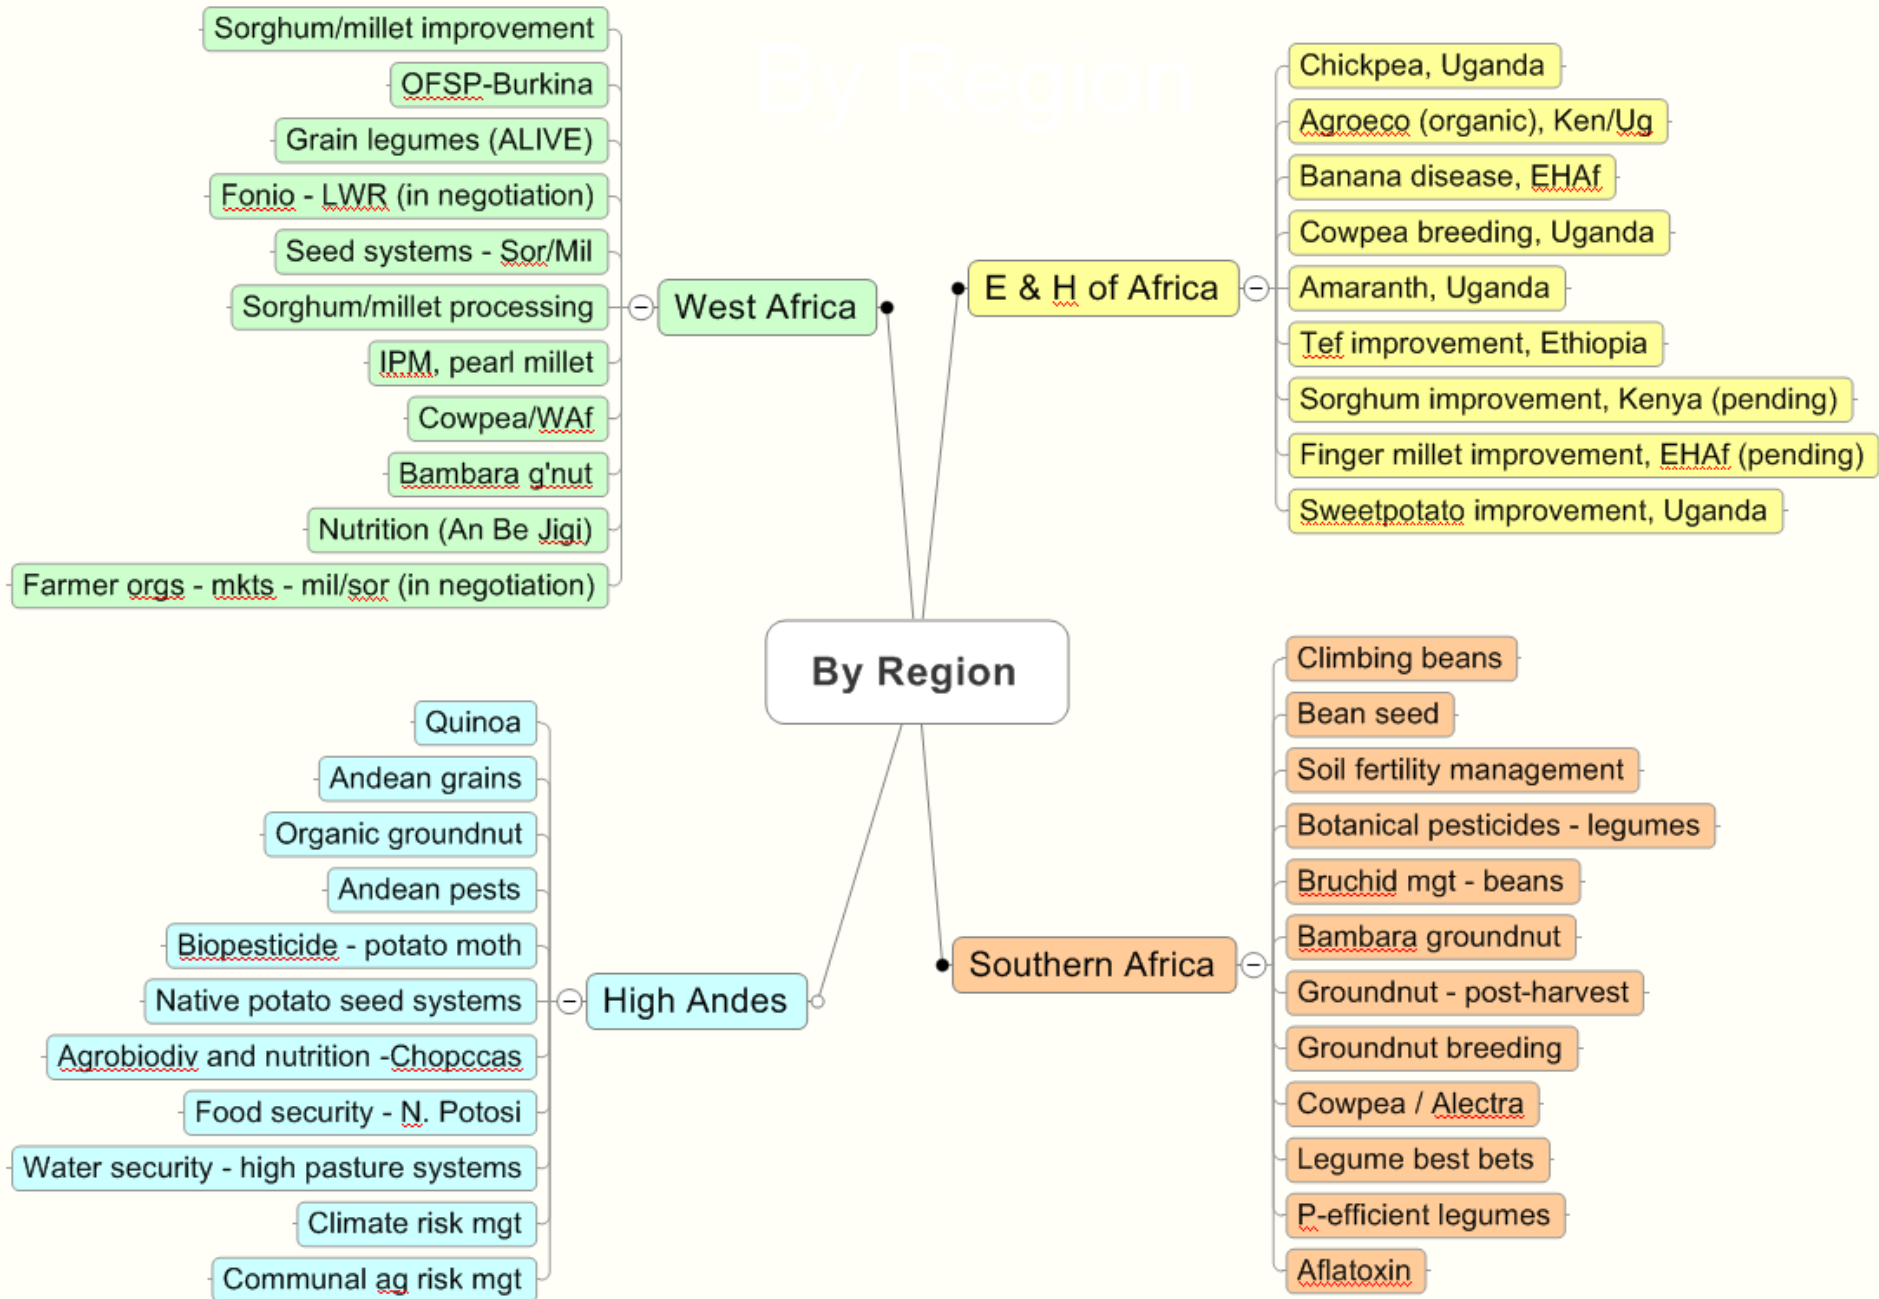 By Region
Sorghum/millet improvement
OFSP-Burkina
Grain legumes (ALIVE)
Fonio - LWR (in negotiation)
Seed systems - Sor/Mil
Sorghum/millet processing
IPM, pearl millet
Cowpea/WAf
Bambara g'nut
Nutrition (An Be Jigi)
Farmer orgs - mkts - mil/sor (in negotiation)
West Africa
E & H of Africa
Chickpea, Uganda
Agroeco (organic), Ken/Ug
Banana disease, EHAf
Cowpea breeding, Uganda
Amaranth, Uganda
Tef improvement, Ethiopia
Sorghum improvement, Kenya (pending)
Finger millet improvement, EHAf (pending)
Sweetpotato improvement, Uganda
By Region
Quinoa
Andean grains
Organic groundnut
Andean pests
Biopesticide - potato moth
Native potato seed systems
Agrobiodiv and nutrition -Chopccas
Food security - N. Potosi
Water security - high pasture systems
Climate risk mgt
Communal ag risk mgt
High Andes
Southern Africa
Climbing beans
Bean seed
Soil fertility management
Botanical pesticides - legumes
Bruchid mgt - beans
Bambara groundnut
Groundnut - post-harvest
Groundnut breeding
Cowpea / Alectra
Legume best bets
P-efficient legumes
Aflatoxin